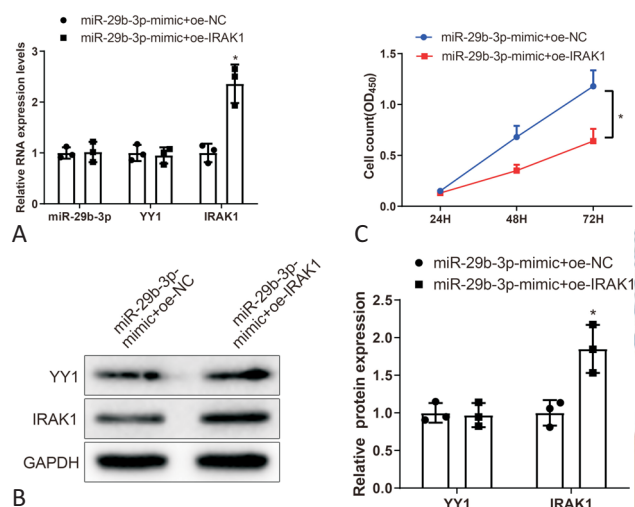 miR-29b-3p-mimic+oe-NC
miR-29b-3p-mimic+oe-IRAK1
Relative RNA expression levels
3
2
1
0
*
miR-29b-3p
YY1
IRAK1
A
miR-29b-3p-mimic+oe-NC
miR-29b-3p-mimic+oe-IRAK1
Cell count(OD450)
1.5
1.0
0.5
0.0
*
24H
48H
72H
C
miR-29b-3p-
mimic+oe-NC
miR-29b-3p-
mimic+oe-IRAK1
YY1
IRAK1
GAPDH
B
miR-29b-3p-mimic+oe-NC
miR-29b-3p-mimic+oe-IRAK1
Relative protein expression
2.5
2.0
1.5
1.0
0.5
0.0
*
YY1
IRAK1